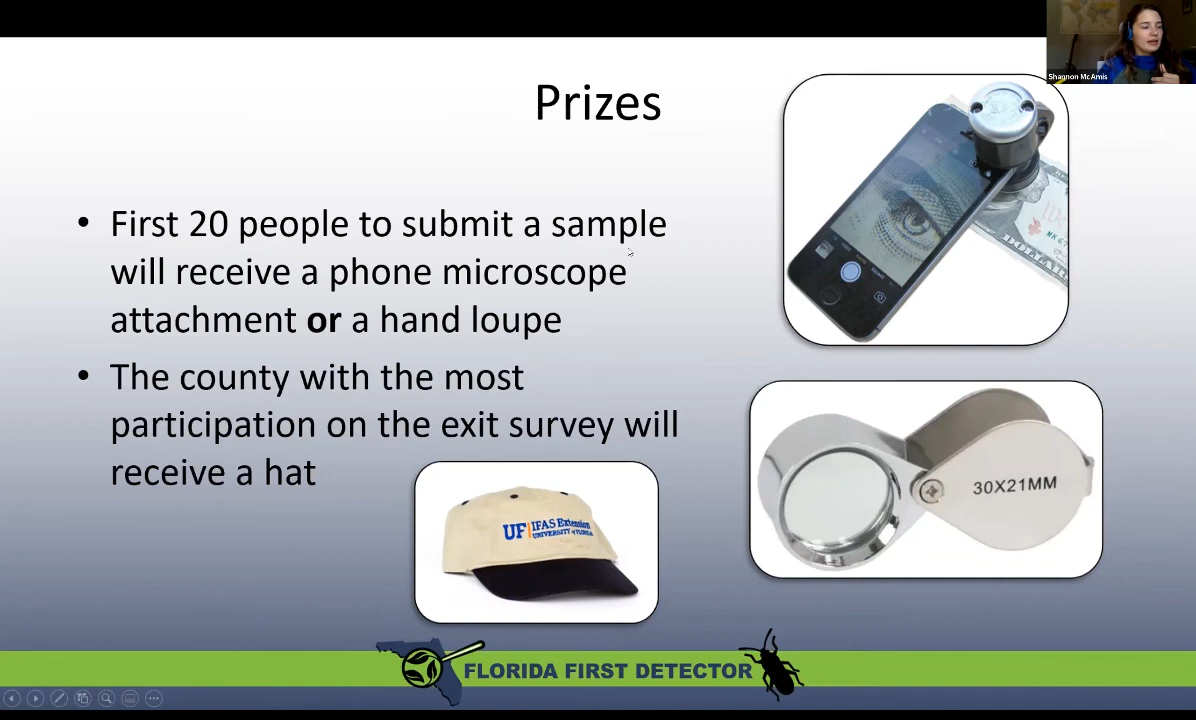 Shannon McAmis
Prizes
• First 20 people to submit a sample
will receive a phone microscope
attachment or a hand loupe
• The county with the most
participation on the exit survey will
receive a hat
DOLLAR
30X21MM
UF IFAS Extension
UNIVERSITY of FLORIDA
FLORIDA FIRST DETECTOR